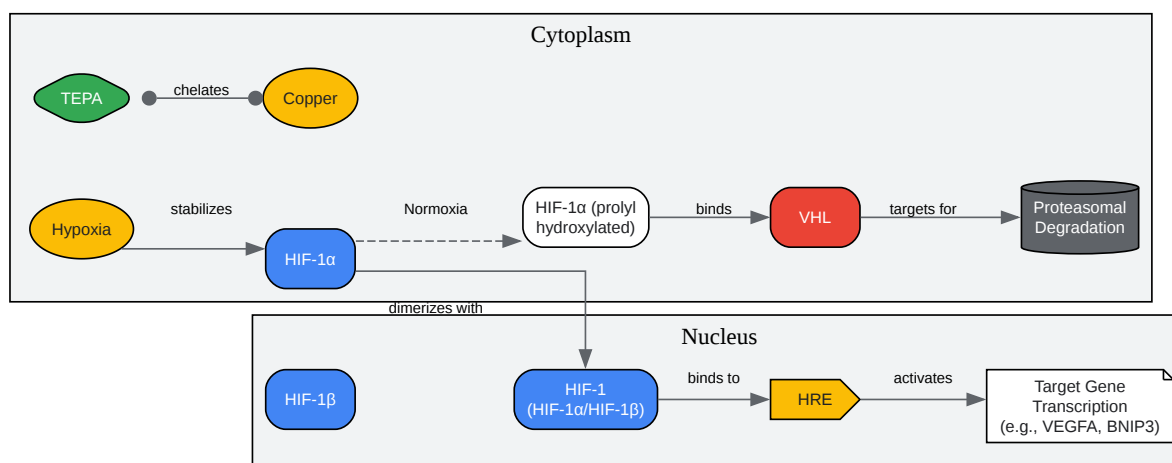 Cytoplasm
TEPA
chelates
Copper
Hypoxia
stabilizes
HIF-1α
Normoxia
HIF-1α (prolyl
hydroxylated)
binds
VHL
targets for
Proteasomal
Degradation
dimerizes with
Nucleus
HIF-1β
HIF-1
(HIF-1α/HIF-1β)
binds to
HRE
activates
Target Gene
Transcription
(e.g., VEGFA, BNIP3)